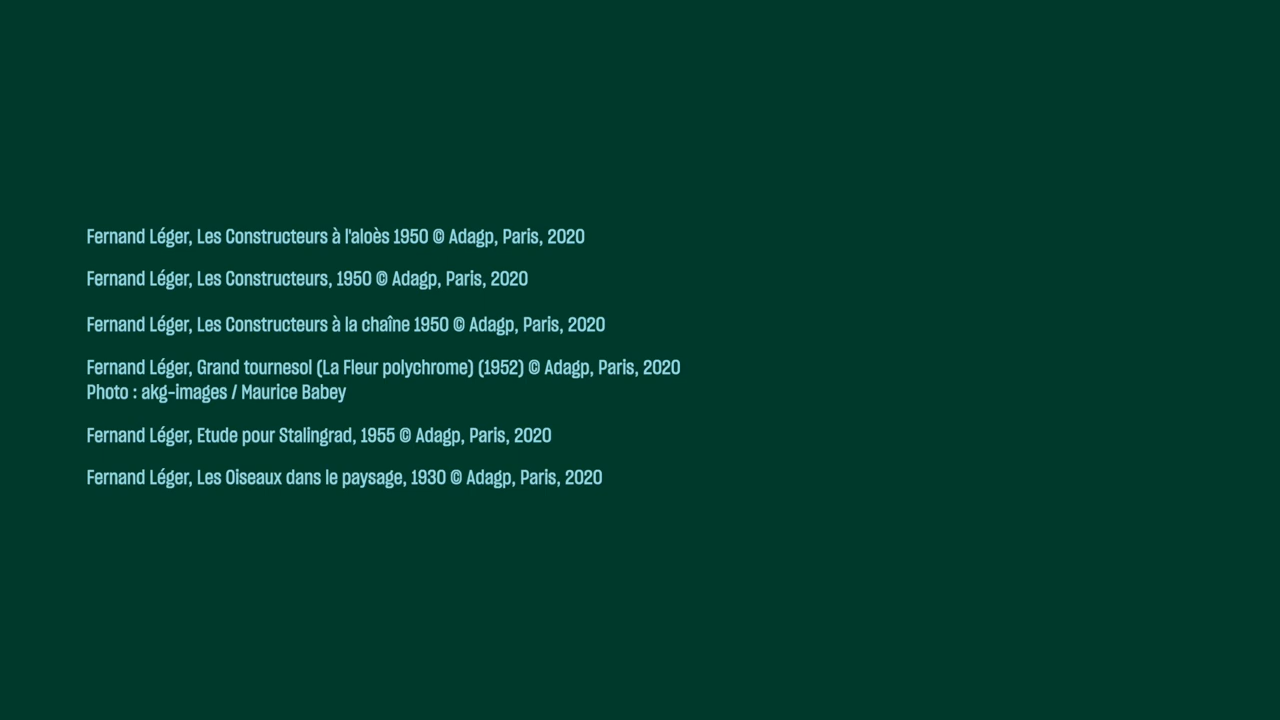 Fernand Léger, Les Constructeurs à l'aloès 1950 © Adagp, Paris, 2020
Fernand Léger, Les Constructeurs, 1950 © Adagp, Paris, 2020
Fernand Léger, Les Constructeurs à la chaîne 1950 © Adagp, Paris, 2020
Fernand Léger, Grand tournesol (La Fleur polychrome) (1952) © Adagp, Paris, 2020
Photo : akg-images / Maurice Babey
Fernand Léger, Etude pour Stalingrad, 1955 © Adagp, Paris, 2020
Fernand Léger, Les Oiseaux dans le paysage, 1930 © Adagp, Paris, 2020